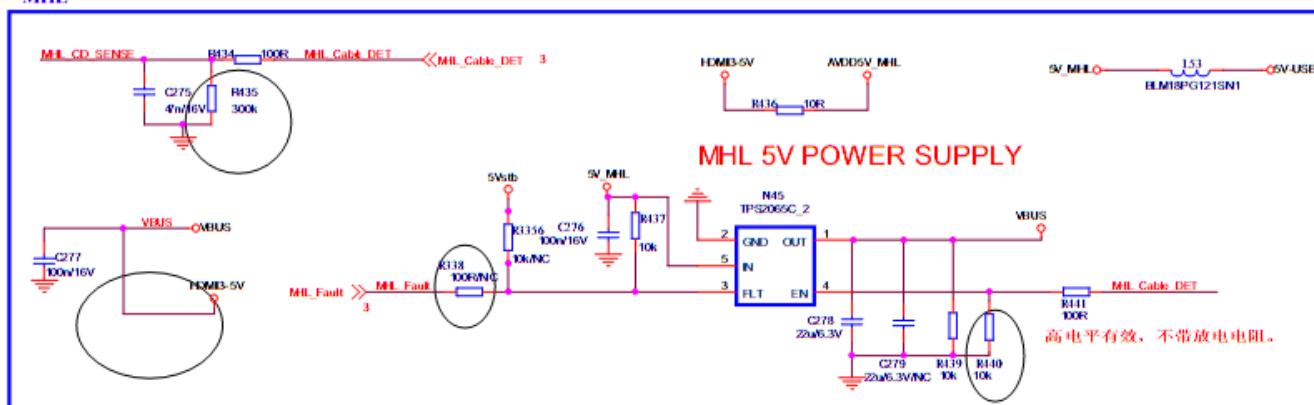 MHL
MHL_CD_SENSE
R434
100R
MHL_Cable_DET
MHL_Cable_DET
3
C275
47n/16V
R435
300k
HDMI3-5V
AVDD5V_MHL
R436
10R
5V_MHL
L53
5V-USB
BLM18PG121SN1
MHL 5V POWER SUPPLY
VBUS
VBUS
C277
100n/16V
HDMI3-5V
5Vstb
R3356
10k/NC
5V_MHL
C276
100n/16V
R437
10k
N45
TPS2065C_2
2
GND
OUT
1
5
IN
3
FLT
EN
4
VBUS
MHL_Fault
3
MHL_Fault
R338
100R/NC
C278
22u/6.3V
C279
22u/6.3V/NC
R439
10k
R440
10k
R441
100R
MHL_Cable_DET
高电平有效，不带放电电阻。